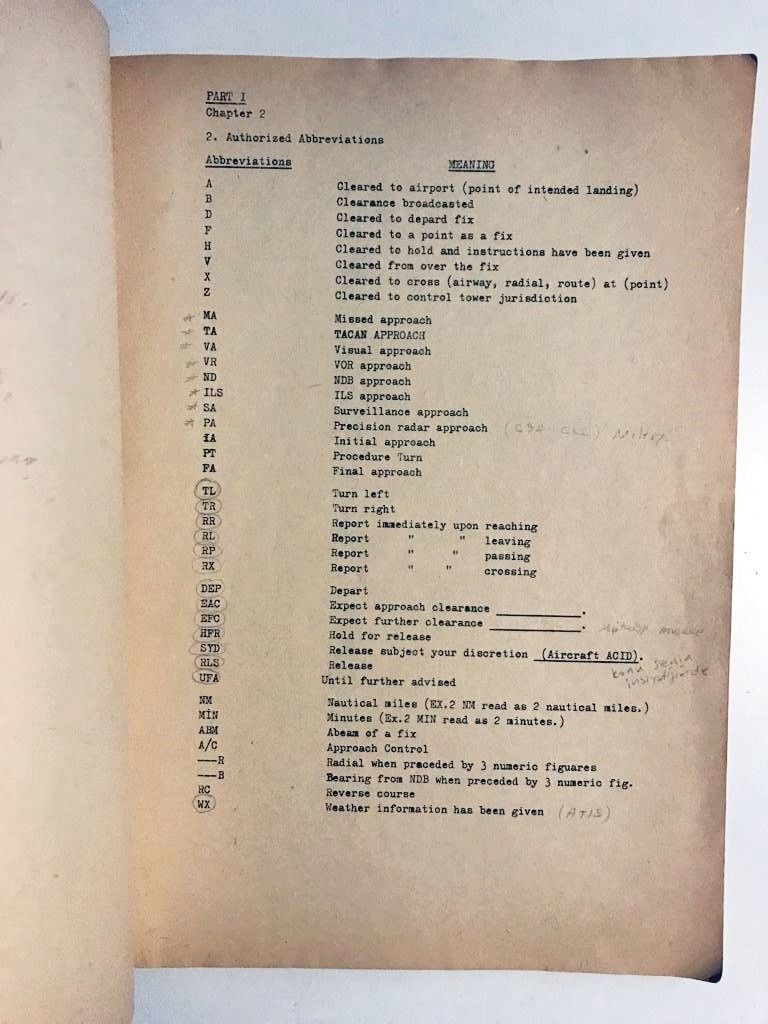 PART I
Chapter 2
2. Authorized Abbreviations
Abbreviations MEANING
A Cleared to airport (point of intended landing)
B Clearance broadcasted
D Cleared to depard fix
F Cleared to a point as a fix
H Cleared to hold and instructions have been given
V Cleared from over the fix
X Cleared to cross (airway, radial, route) at (point)
Z Cleared to control tower jurisdiction
MA Missed approach
TA TACAN APPROACH
VA Visual approach
VR VOR approach
ND NDB approach
ILS ILS approach
SA Surveillance approach
PA Precision radar approach
IA Initial approach
PT Procedure Turn
FA Final approach
TL Turn left
TR Turn right
RR Report immediately upon reaching
RL Report " " leaving
RP Report " " passing
RX Report " " crossing
DEP Depart
EAC Expect approach clearance ____________.
EFC Expect further clearance ____________.
HFR Hold for release
SYD Release subject your discretion (Aircraft ACID).
RLS Release
UFA Until further advised
NM Nautical miles (EX.2 NM read as 2 nautical miles.)
MİN Minutes (Ex.2 MIN read as 2 minutes.)
ABM Abeam of a fix
A/C Approach Control
---R Radial when preceded by 3 numeric figuares
---B Bearing from NDB when preceded by 3 numeric fig.
RC Reverse course
WX Weather information has been given (ATIS)